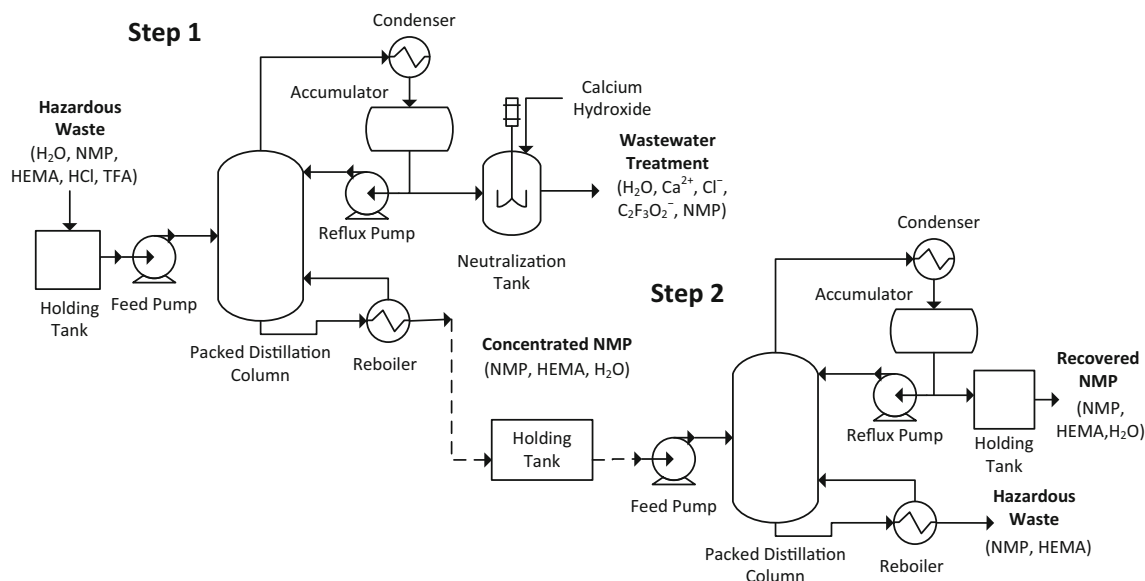 Step 1
Condenser
Accumulator
Calcium
Hydroxide
Hazardous
Waste
(H₂O, NMP,
HEMA, HCl, TFA)
Wastewater
Treatment
(H₂O, Ca²⁺, Cl⁻,
C₂F₃O₂⁻, NMP)
Reflux Pump
Neutralization
Tank
Holding
Tank
Feed Pump
Packed Distillation
Column
Reboiler
Concentrated NMP
(NMP, HEMA, H₂O)
Holding
Tank
Step 2
Condenser
Accumulator
Recovered
NMP
(NMP,
HEMA,H₂O)
Reflux Pump
Holding
Tank
Feed Pump
Packed Distillation
Column
Reboiler
Hazardous
Waste
(NMP, HEMA)